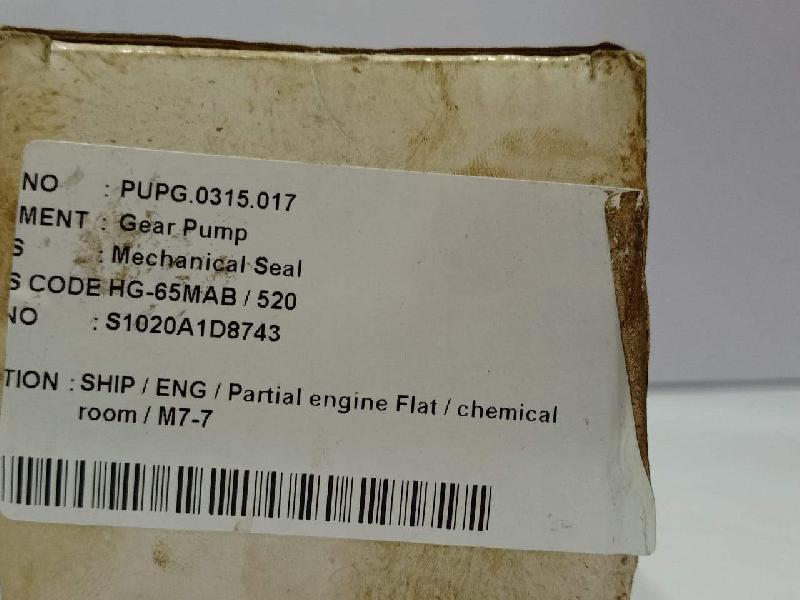 NO : PUPG.0315.017
MENT : Gear Pump
S : Mechanical Seal
S CODE HG-65MAB / 520
NO : S1020A1D8743
TION : SHIP / ENG / Partial engine Flat / chemical
room / M7-7